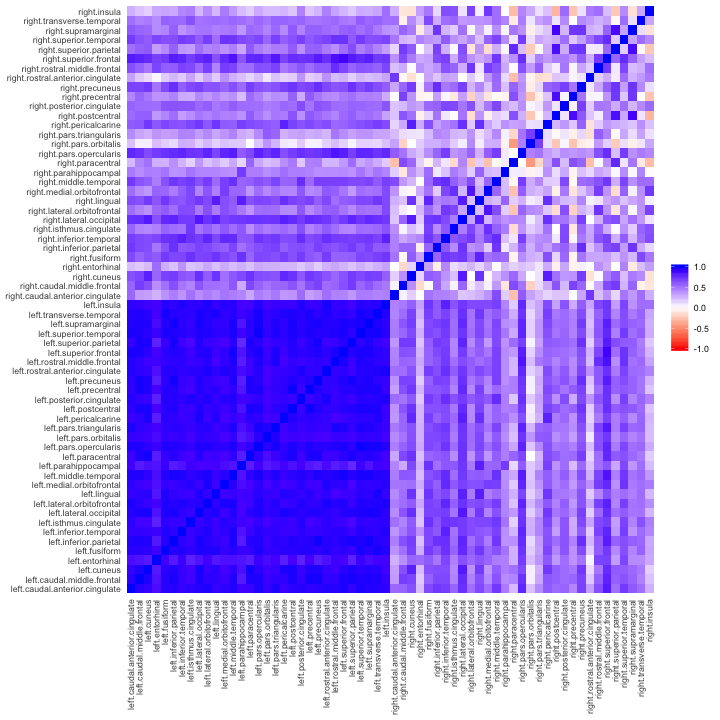 right.insula
right.transverse.temporal
right.supramarginal
right.superior.temporal
right.superior.parietal
right.superior.frontal
right.rostral.middle.frontal
right.rostral.anterior.cingulate
right.precuneus
right.precentral
right.posterior.cingulate
right.postcentral
right.pericalcarine
right.pars.triangularis
right.pars.orbitalis
right.pars.opercularis
right.paracentral
right.parahippocampal
right.middle.temporal
right.medial.orbitofrontal
right.lingual
right.lateral.orbitofrontal
right.lateral.occipital
right.isthmus.cingulate
right.inferior.temporal
right.inferior.parietal
right.fusiform
right.entorhinal
right.cuneus
right.caudal.middle.frontal
right.caudal.anterior.cingulate
left.insula
left.transverse.temporal
left.supramarginal
left.superior.temporal
left.superior.parietal
left.superior.frontal
left.rostral.middle.frontal
left.rostral.anterior.cingulate
left.precuneus
left.precentral
left.posterior.cingulate
left.postcentral
left.pericalcarine
left.pars.triangularis
left.pars.orbitalis
left.pars.opercularis
left.paracentral
left.parahippocampal
left.middle.temporal
left.medial.orbitofrontal
left.lingual
left.lateral.orbitofrontal
left.lateral.occipital
left.isthmus.cingulate
left.inferior.temporal
left.inferior.parietal
left.fusiform
left.entorhinal
left.cuneus
left.caudal.middle.frontal
left.caudal.anterior.cingulate
left.caudal.anterior.cingulate
left.caudal.middle.frontal
left.cuneus
left.entorhinal
left.fusiform
left.inferior.parietal
left.inferior.temporal
left.isthmus.cingulate
left.lateral.occipital
left.lateral.orbitofrontal
left.lingual
left.medial.orbitofrontal
left.middle.temporal
left.parahippocampal
left.paracentral
left.pars.opercularis
left.pars.orbitalis
left.pars.triangularis
left.pericalcarine
left.postcentral
left.posterior.cingulate
left.precentral
left.precuneus
left.rostral.anterior.cingulate
left.rostral.middle.frontal
left.superior.frontal
left.superior.parietal
left.superior.temporal
left.supramarginal
left.transverse.temporal
left.insula
right.caudal.anterior.cingulate
right.caudal.middle.frontal
right.cuneus
right.entorhinal
right.fusiform
right.inferior.parietal
right.inferior.temporal
right.isthmus.cingulate
right.lateral.occipital
right.lateral.orbitofrontal
right.lingual
right.medial.orbitofrontal
right.middle.temporal
right.parahippocampal
right.paracentral
right.pars.opercularis
right.pars.orbitalis
right.pars.triangularis
right.pericalcarine
right.postcentral
right.posterior.cingulate
right.precentral
right.precuneus
right.rostral.anterior.cingulate
right.rostral.middle.frontal
right.superior.frontal
right.superior.parietal
right.superior.temporal
right.supramarginal
right.transverse.temporal
right.insula
1.0
0.5
0.0
-0.5
-1.0